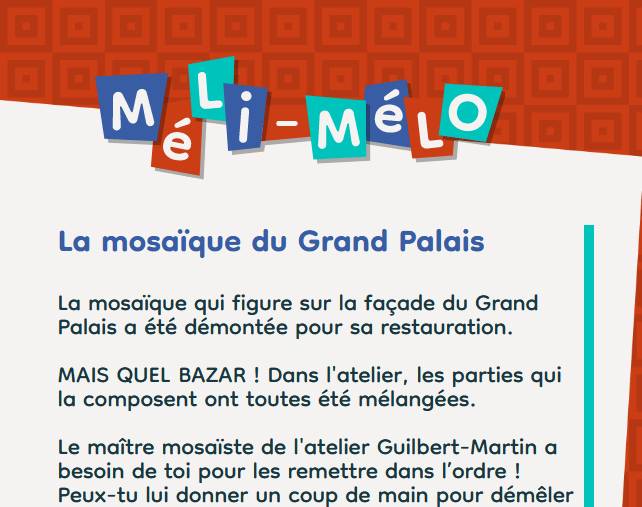 MéLi-MéLO
La mosaïque du Grand Palais
La mosaïque qui figure sur la façade du Grand
Palais a été démontée pour sa restauration.
MAIS QUEL BAZAR ! Dans l'atelier, les parties qui
la composent ont toutes été mélangées.
Le maître mosaïste de l'atelier Guilbert-Martin a
besoin de toi pour les remettre dans l’ordre !
Peux-tu lui donner un coup de main pour démêler